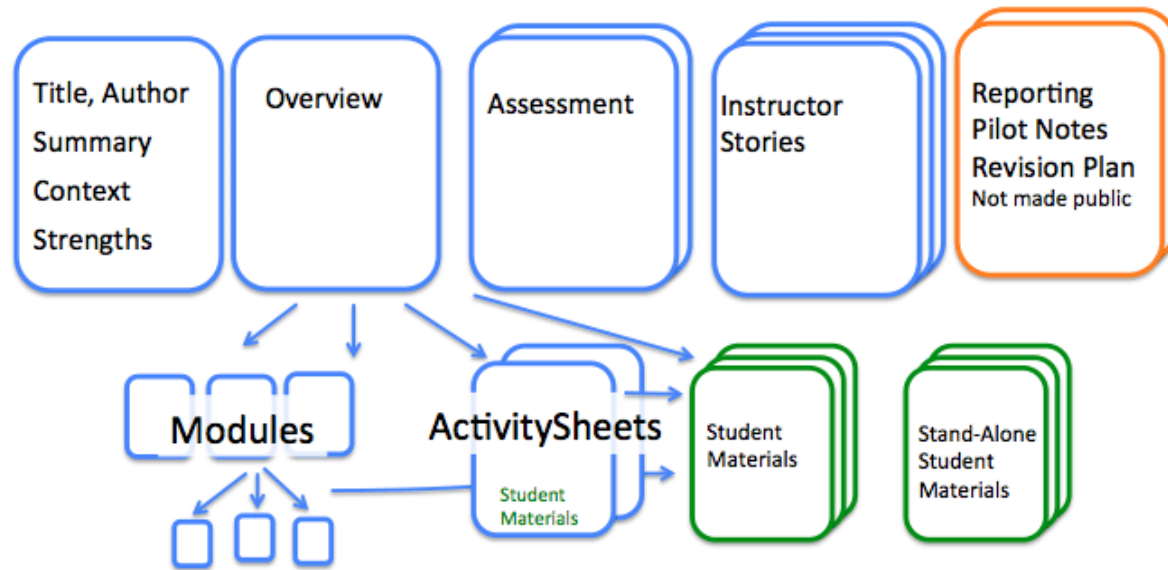 Title, Author
Summary
Context
Strengths
Overview
Assessment
Instructor
Stories
Reporting
Pilot Notes
Revision Plan
Not made public
Modules
ActivitySheets
Student
Materials
Student
Materials
Stand-Alone
Student
Materials